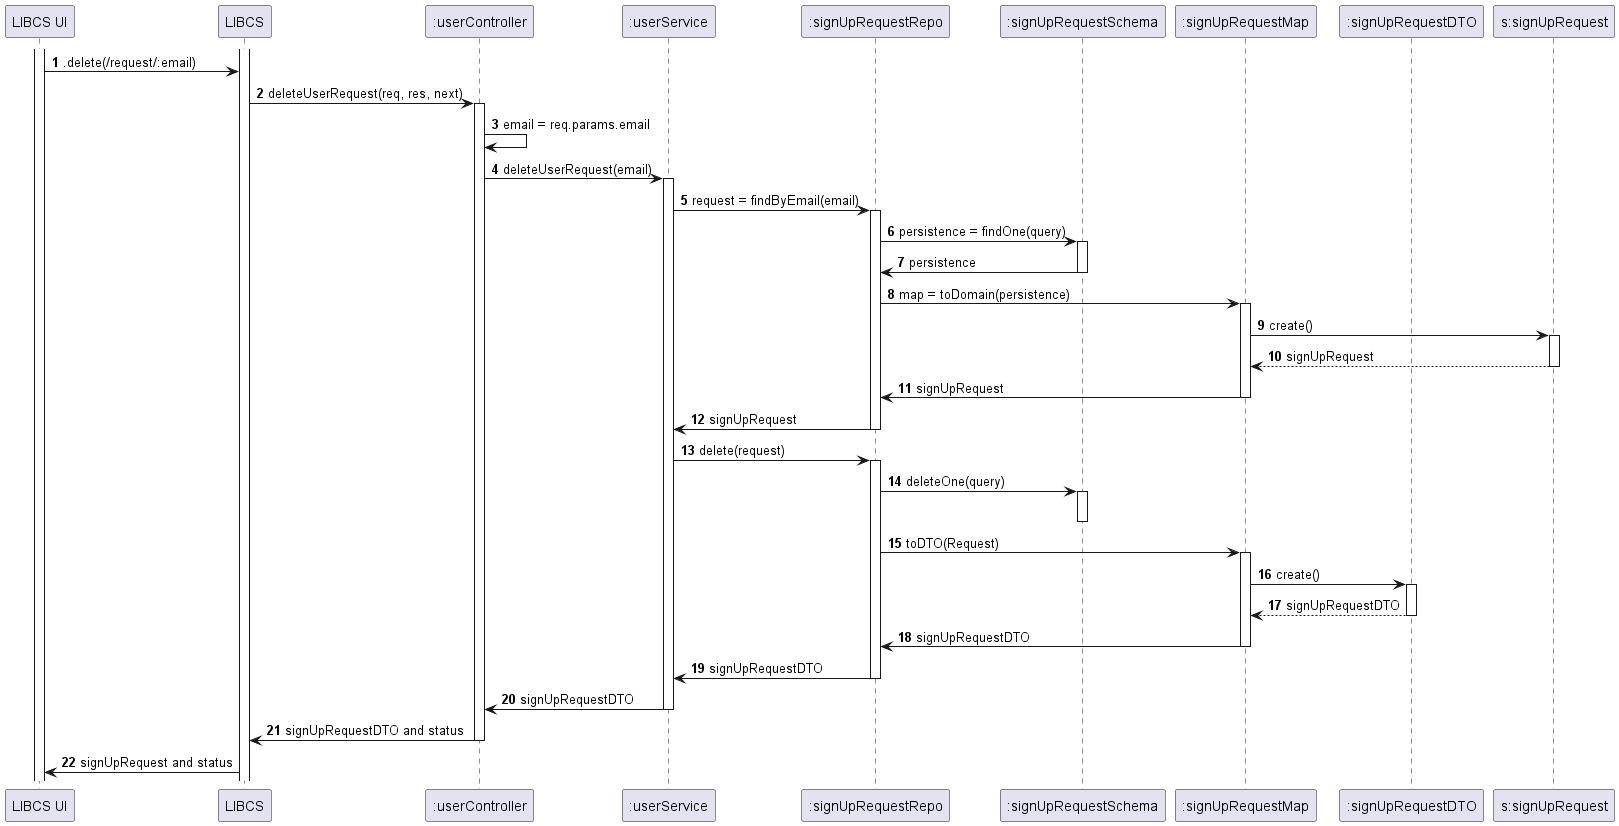 LIBCS UI
LIBCS
:userController
:userService
:signUpRequestRepo
:signUpRequestSchema
:signUpRequestMap
:signUpRequestDTO
s:signUpRequest
1 .delete(/request/:email)
2 deleteUserRequest(req, res, next)
3 email = req.params.email
4 deleteUserRequest(email)
5 request = findByEmail(email)
6 persistence = findOne(query)
7 persistence
8 map = toDomain(persistence)
9 create()
10 signUpRequest
11 signUpRequest
12 signUpRequest
13 delete(request)
14 deleteOne(query)
15 toDTO(Request)
16 create()
17 signUpRequestDTO
18 signUpRequestDTO
19 signUpRequestDTO
20 signUpRequestDTO
21 signUpRequestDTO and status
22 signUpRequest and status
LIBCS UI
LIBCS
:userController
:userService
:signUpRequestRepo
:signUpRequestSchema
:signUpRequestMap
:signUpRequestDTO
s:signUpRequest